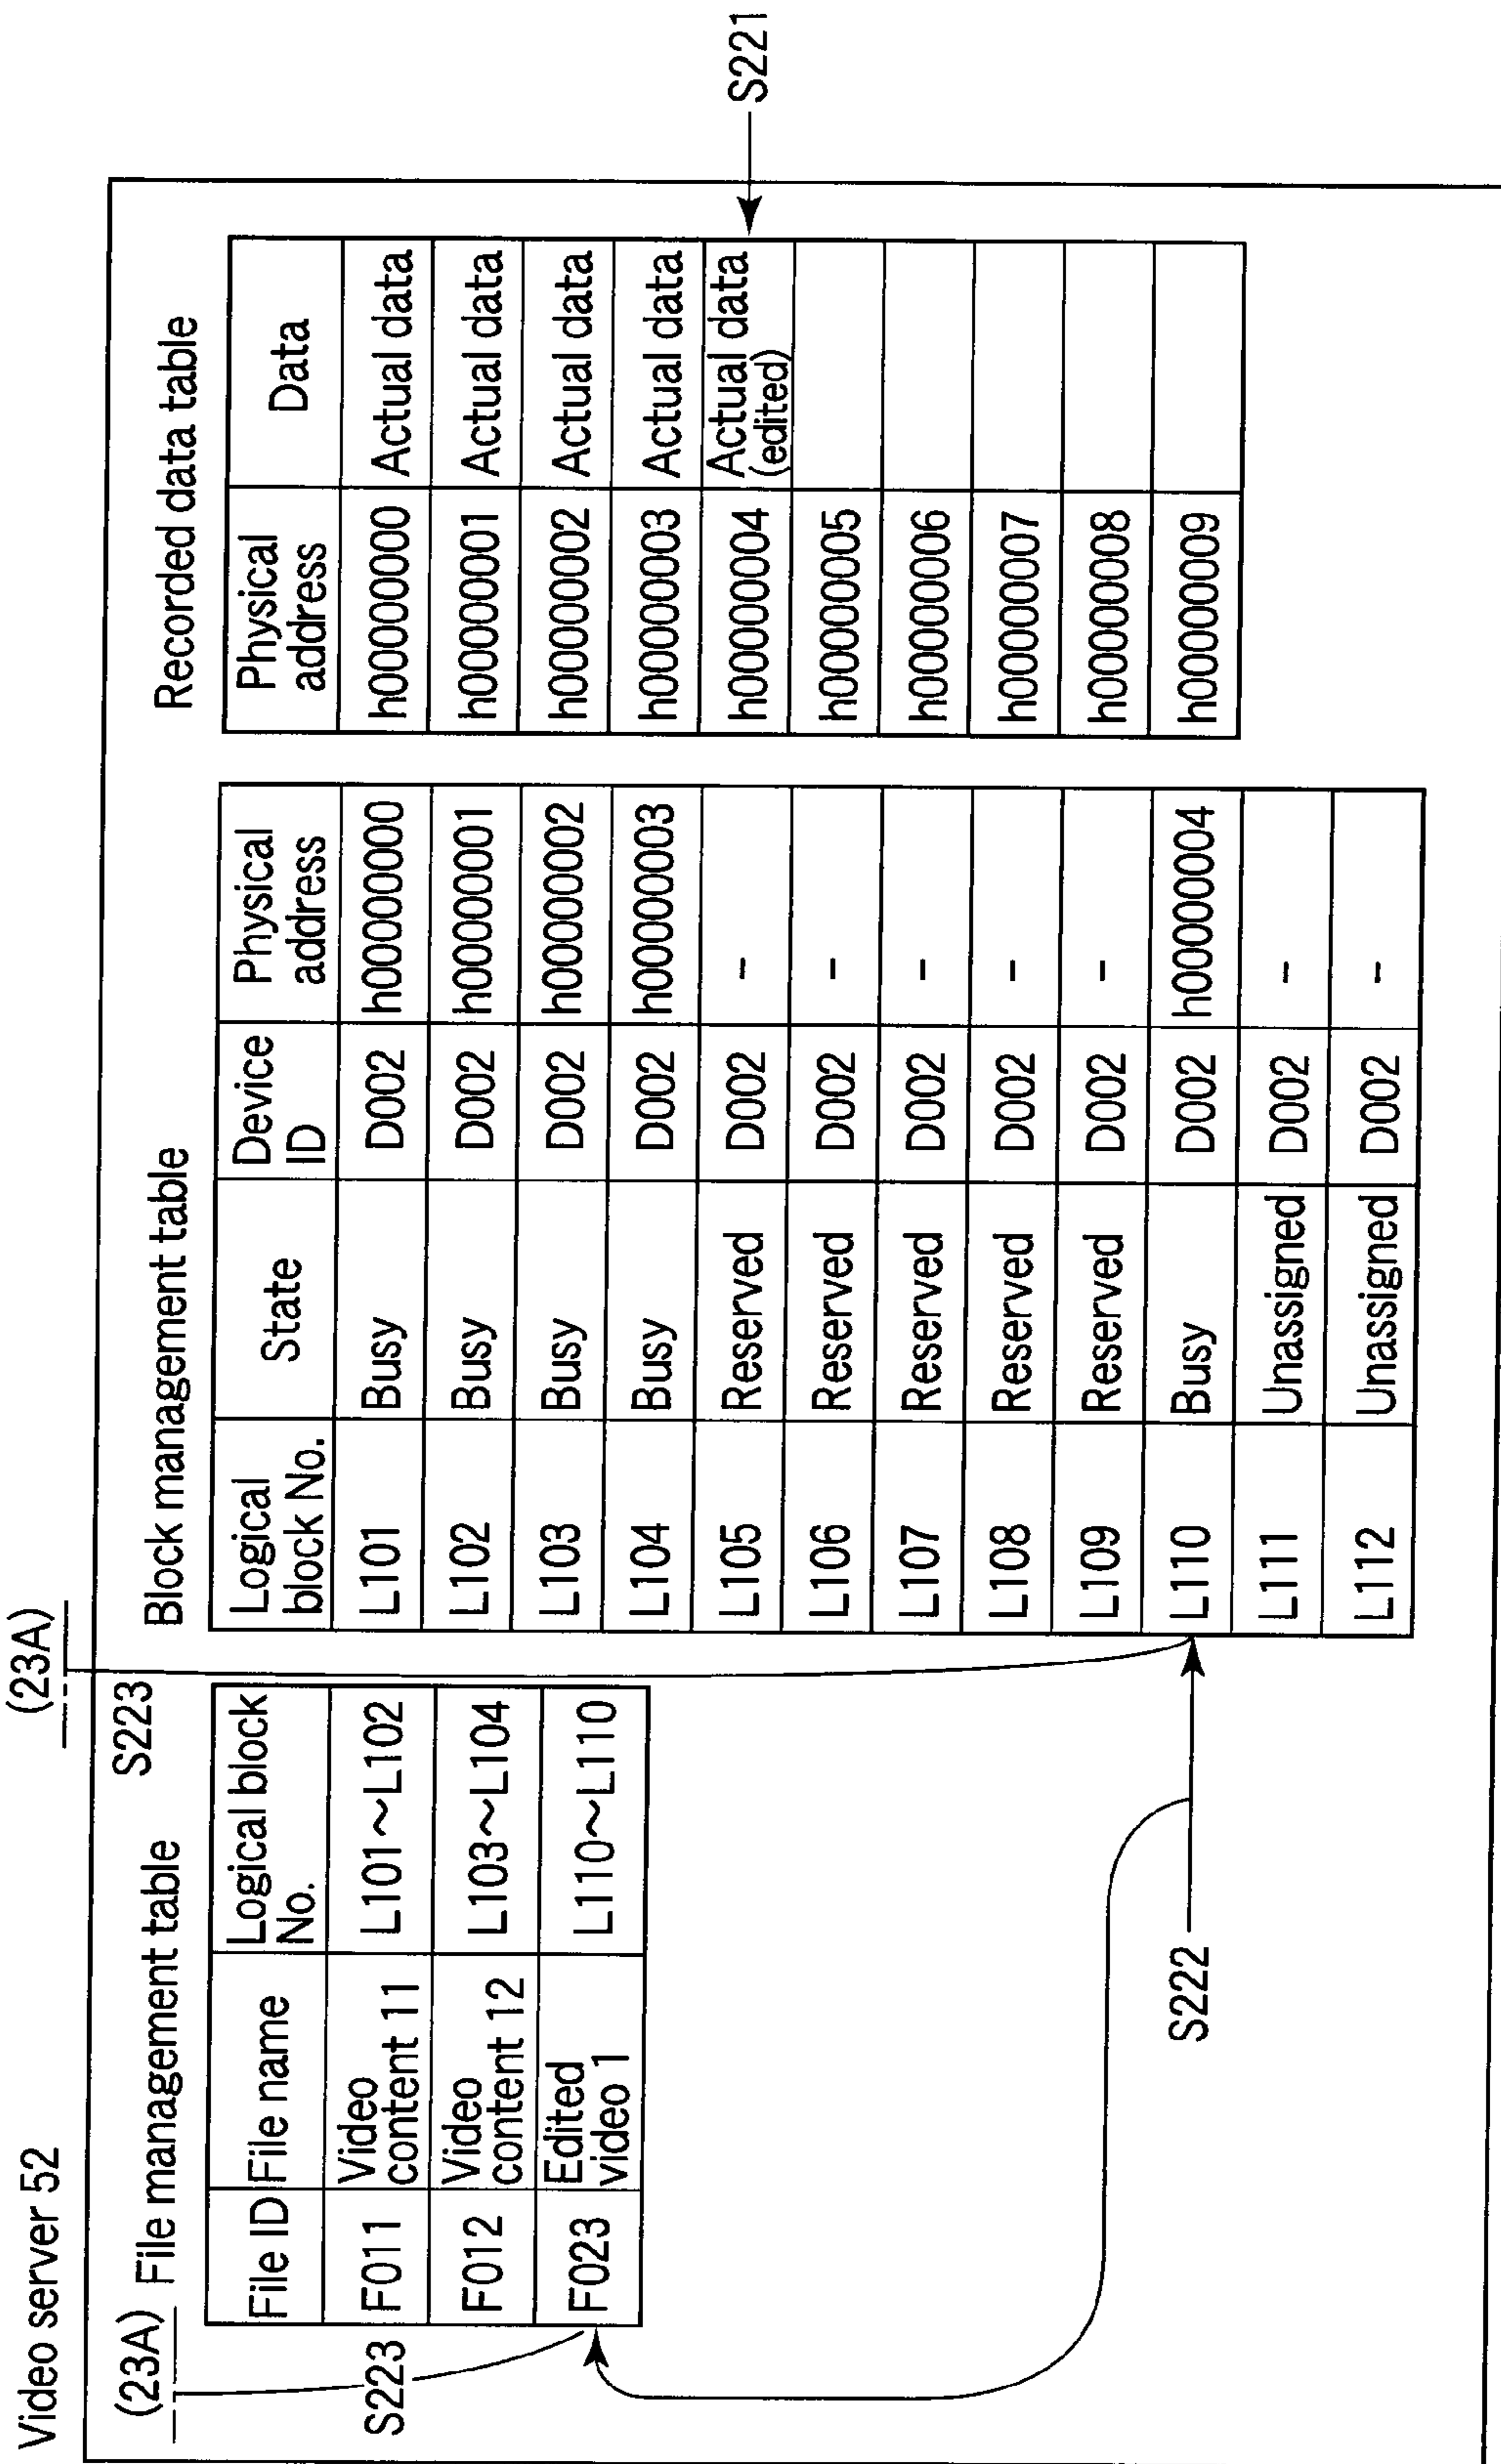 Video server 52
(23A)
(23A) File management table
S223
File ID File name Logical block No.
F011 Video content 11 L101~L102
F012 Video content 12 L103~L104
F023 Edited video 1 L110~L110
S223
S222
Block management table
Logical block No. State Device ID Physical address
L101 Busy D002 h00000000
L102 Busy D002 h00000001
L103 Busy D002 h00000002
L104 Busy D002 h00000003
L105 Reserved D002 -
L106 Reserved D002 -
L107 Reserved D002 -
L108 Reserved D002 -
L109 Reserved D002 -
L110 Busy D002 h00000004
L111 Unassigned D002 -
L112 Unassigned D002 -
Recorded data table
Physical address Data
h00000000 Actual data
h00000001 Actual data
h00000002 Actual data
h00000003 Actual data
h00000004 Actual data (edited)
h00000005
h00000006
h00000007
h00000008
h00000009
S221